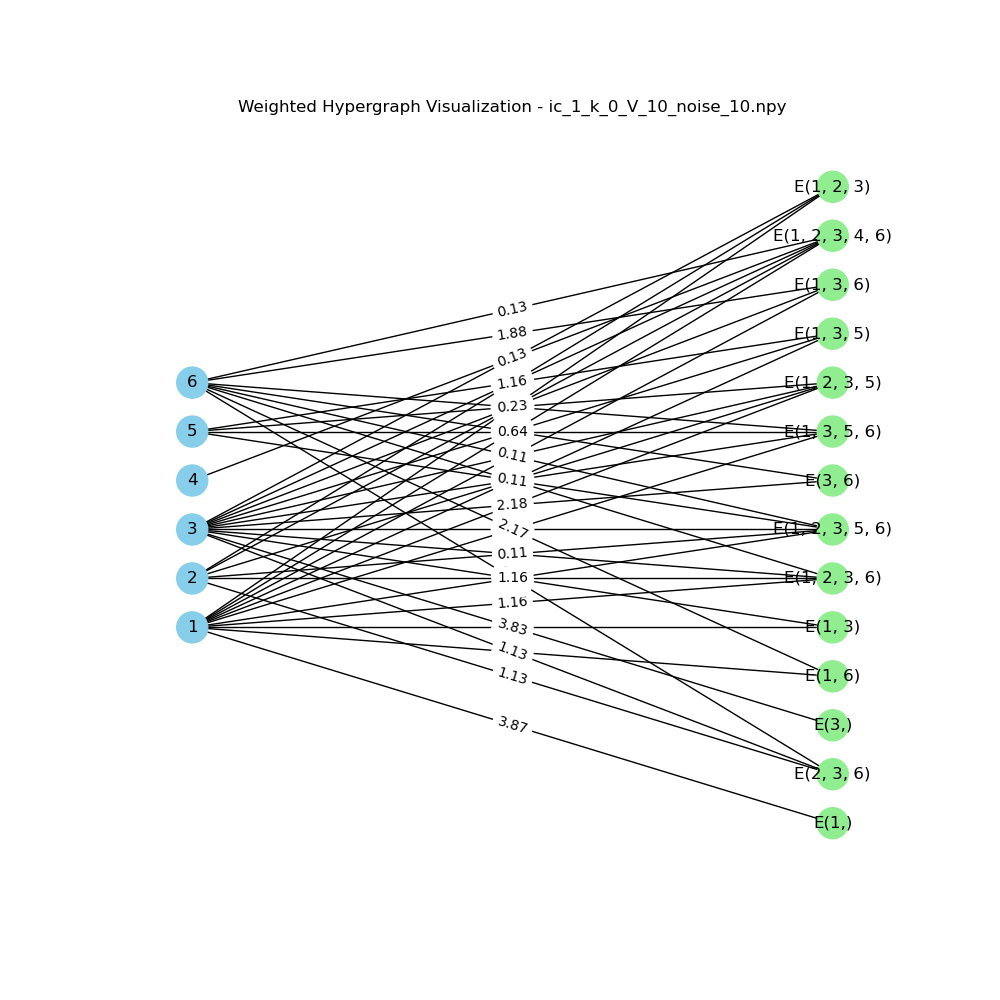 Weighted Hypergraph Visualization - ic_1_k_0_V_10_noise_10.npy
E(1, 2, 3)
E(1, 2, 3, 4, 6)
E(1, 3, 6)
0.13
1.88
E(1, 3, 5)
0.13
6
1.16
E(1, 2, 3, 5)
0.23
5
0.64
E(1, 3, 5, 6)
0.11
4
0.11
E(3, 6)
2.18
3
2.17
E(1, 2, 3, 5, 6)
0.11
2
1.16
E(1, 2, 3, 6)
1.16
1
3.83
E(1, 3)
1.13
1.13
E(1, 6)
3.87
E(3,)
E(2, 3, 6)
E(1,)